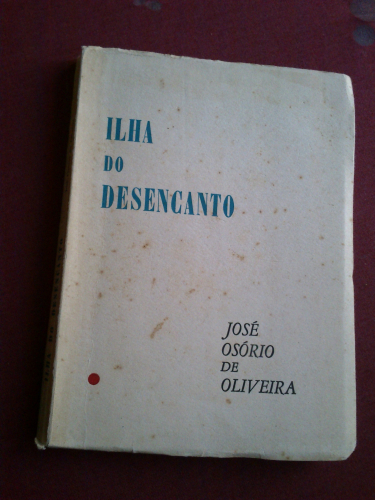 ILHA
DO
DESENCANTO
JOSÉ
OSÓRIO
DE
OLIVEIRA